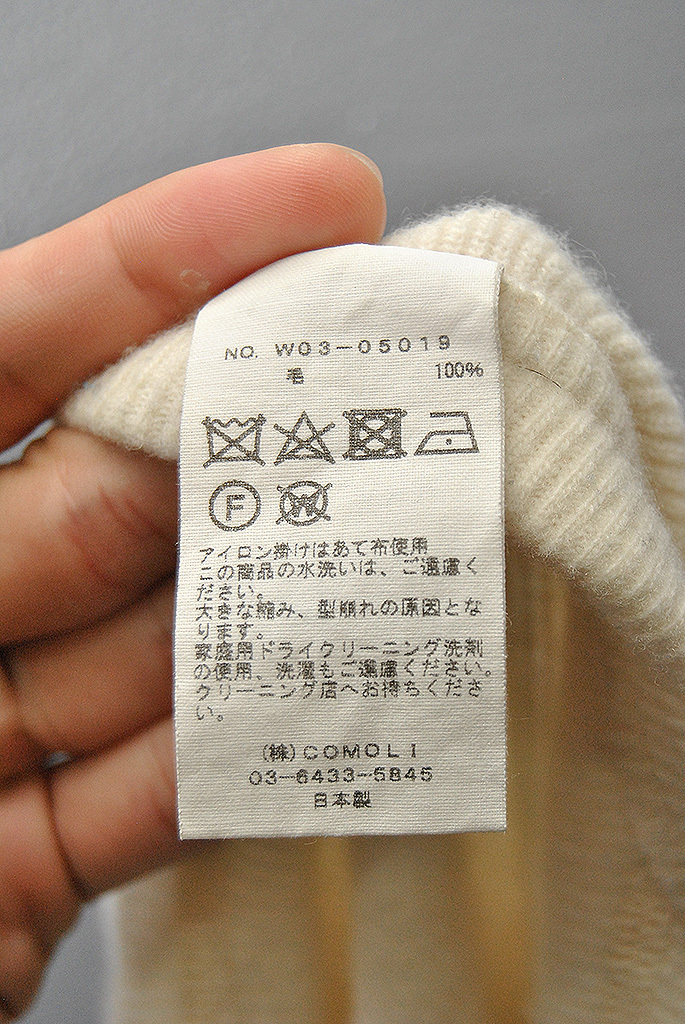 NO. W03-05019
毛 100%
F
W
アイロン掛けはあて布使用
この商品の水洗いは、ご遠慮く
ださい。
大きな縮み、型崩れの原因とな
ります。
家庭用ドライクリーニング洗剤
の使用、洗濯もご遠慮ください。
クリーニング店へお持ちくださ
い。
(株)COMOLI
03-6433-5845
日本製